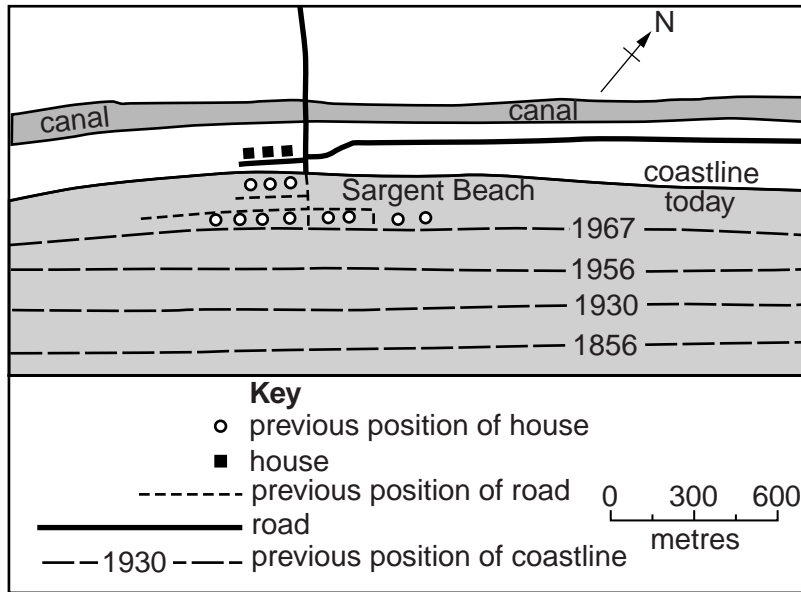 N
canal
canal
coastline
today
Sargent Beach
1967
1956
1930
1856
Key
previous position of house
house
previous position of road
road
1930
previous position of coastline
0 300 600
metres